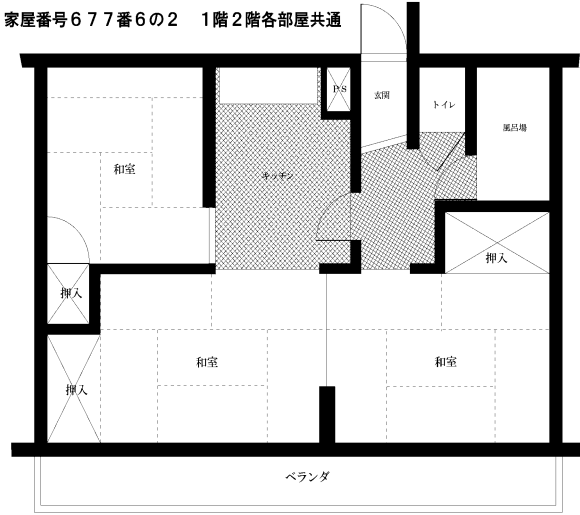 家屋番号６７７番６の２　１階２階各部屋共通
PS
玄関
トイレ
風呂場
和室
キッチン
押入
押入
和室
和室
押入
ベランダ